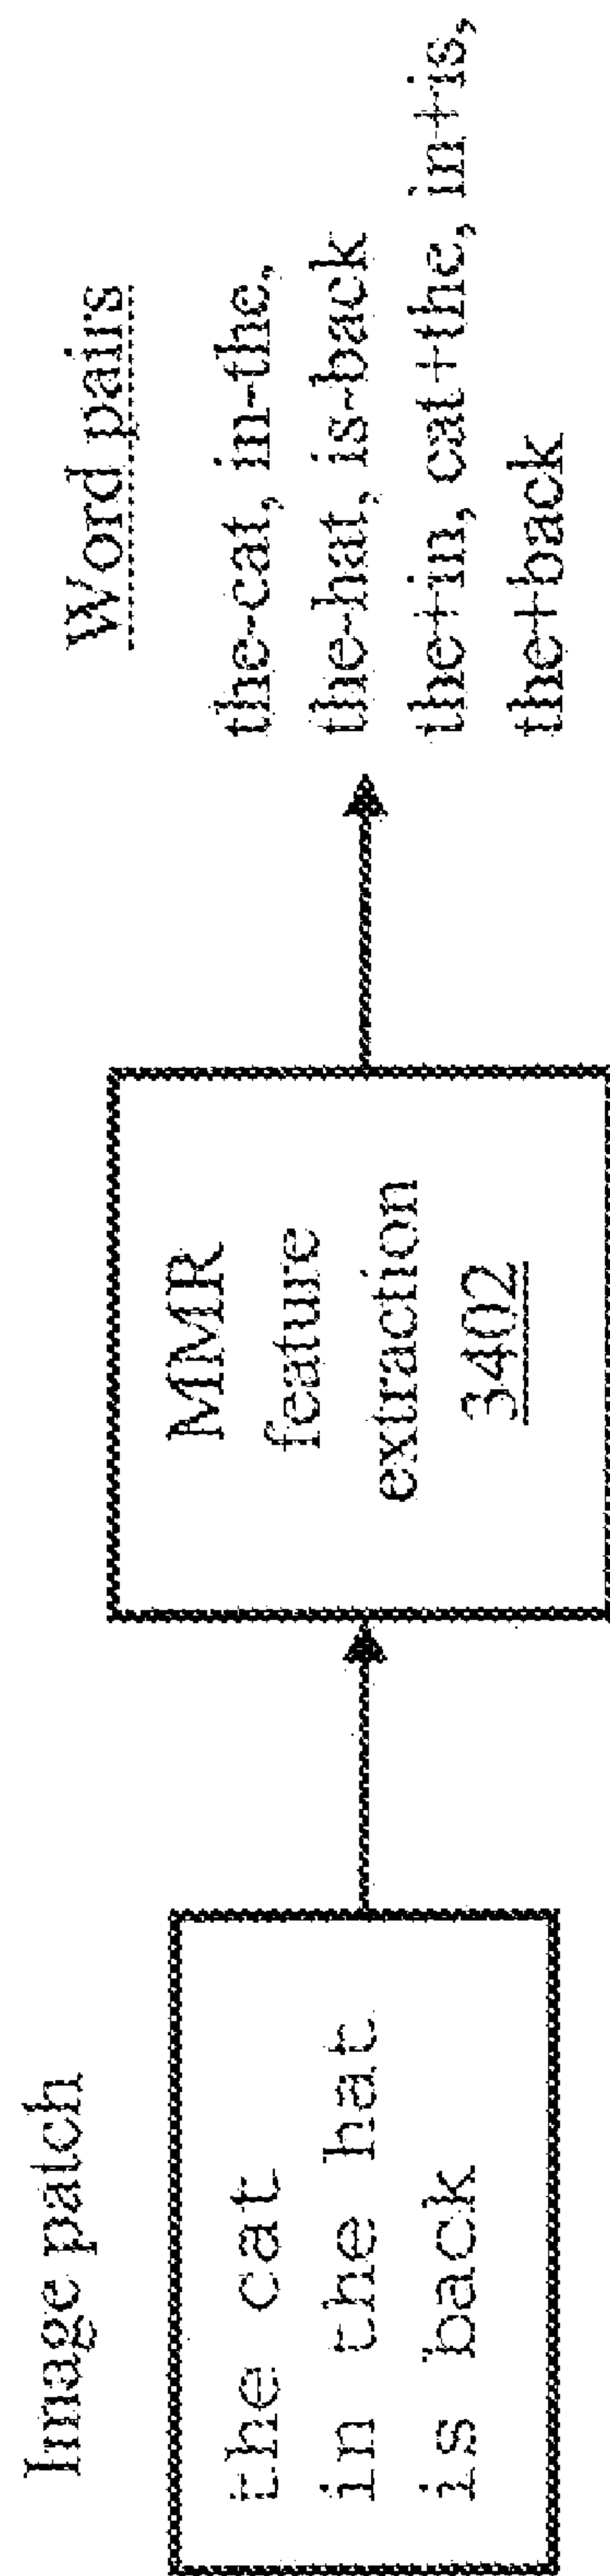 Image patch
the cat
in the hat
is back
MMR
feature
extraction
3402
Word pairs
the-cat, in-the,
the-hat, is-back
the+in, cat+the, in+is,
the+back